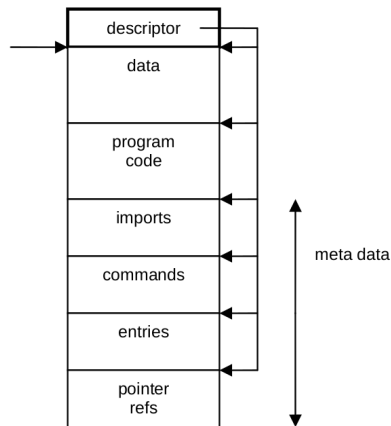 descriptor
data
program
code
imports
meta data
commands
entries
pointer
refs